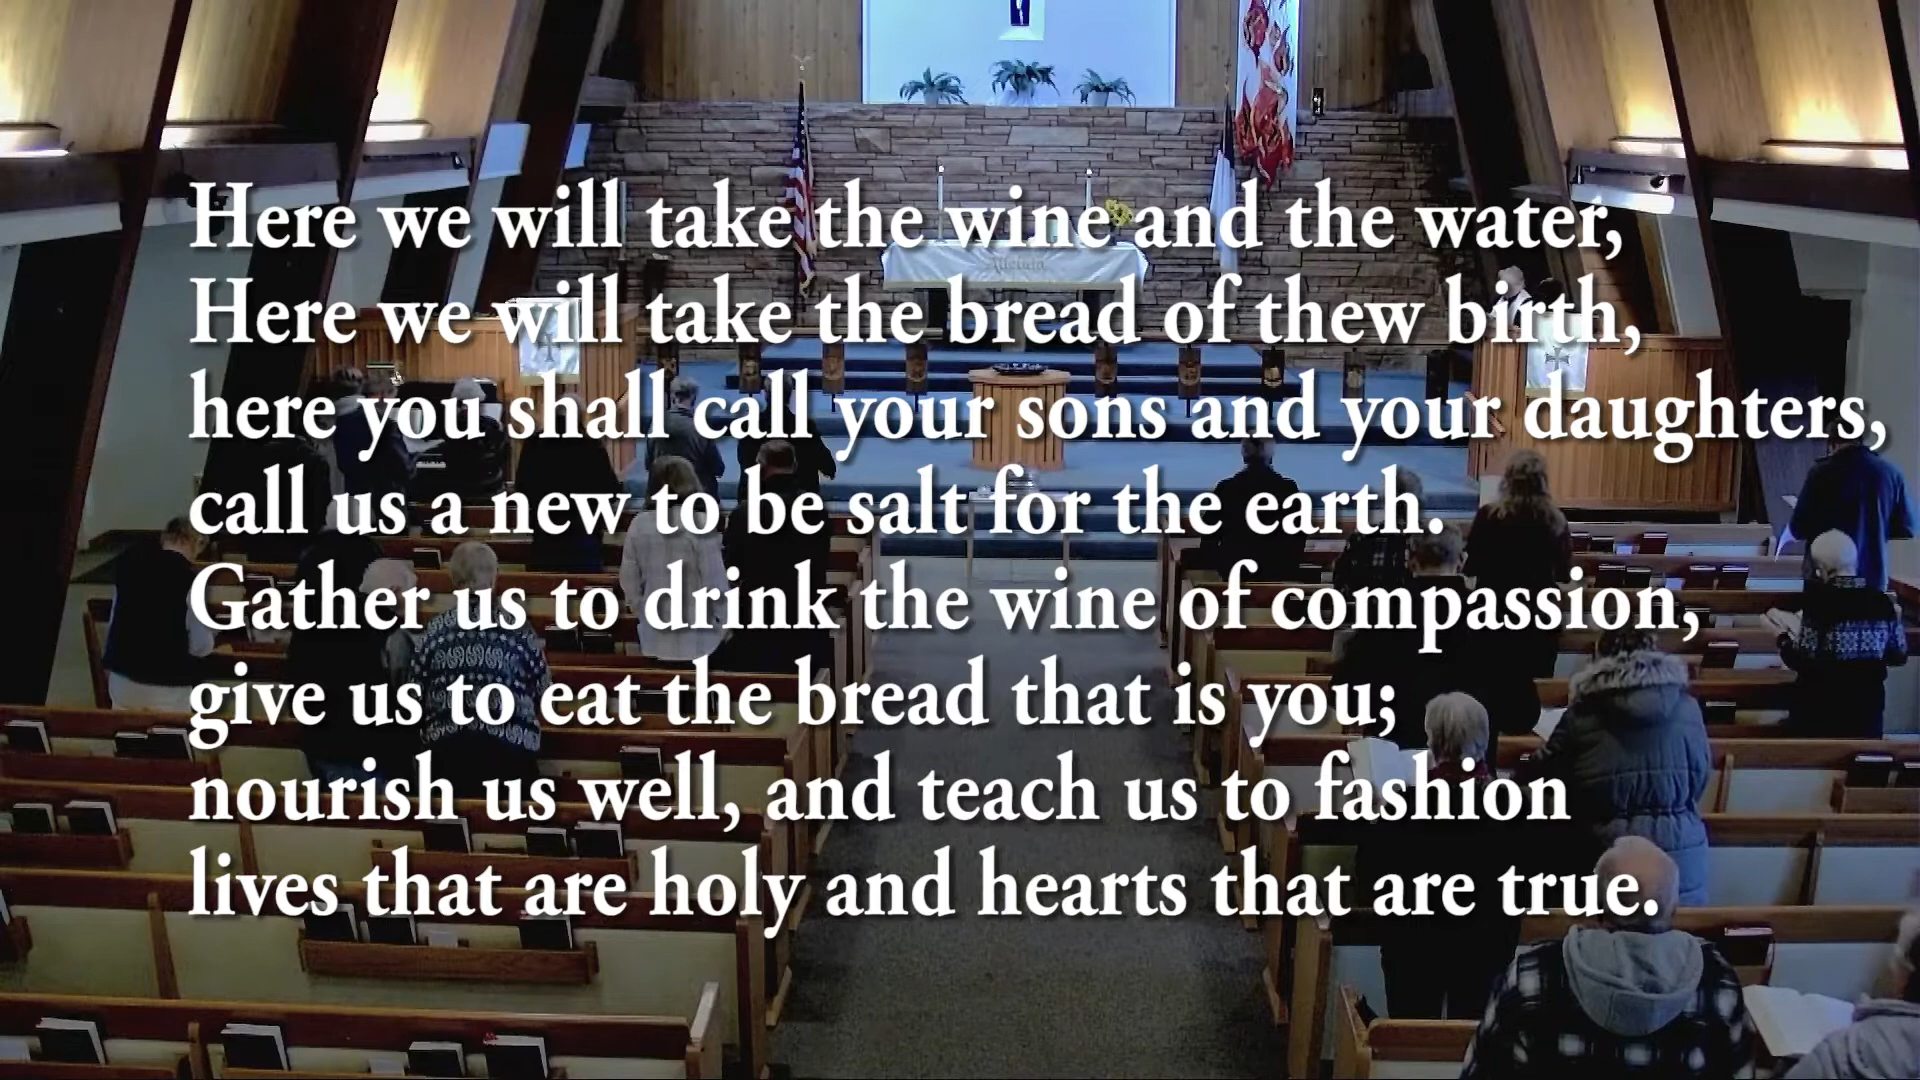 Here we will take the wine and the water,
Here we will take the bread of thew birth,
here you shall call your sons and your daughters,
call us a new to be salt for the earth.
Gather us to drink the wine of compassion,
give us to eat the bread that is you;
nourish us well, and teach us to fashion
lives that are holy and hearts that are true.
Alleluia